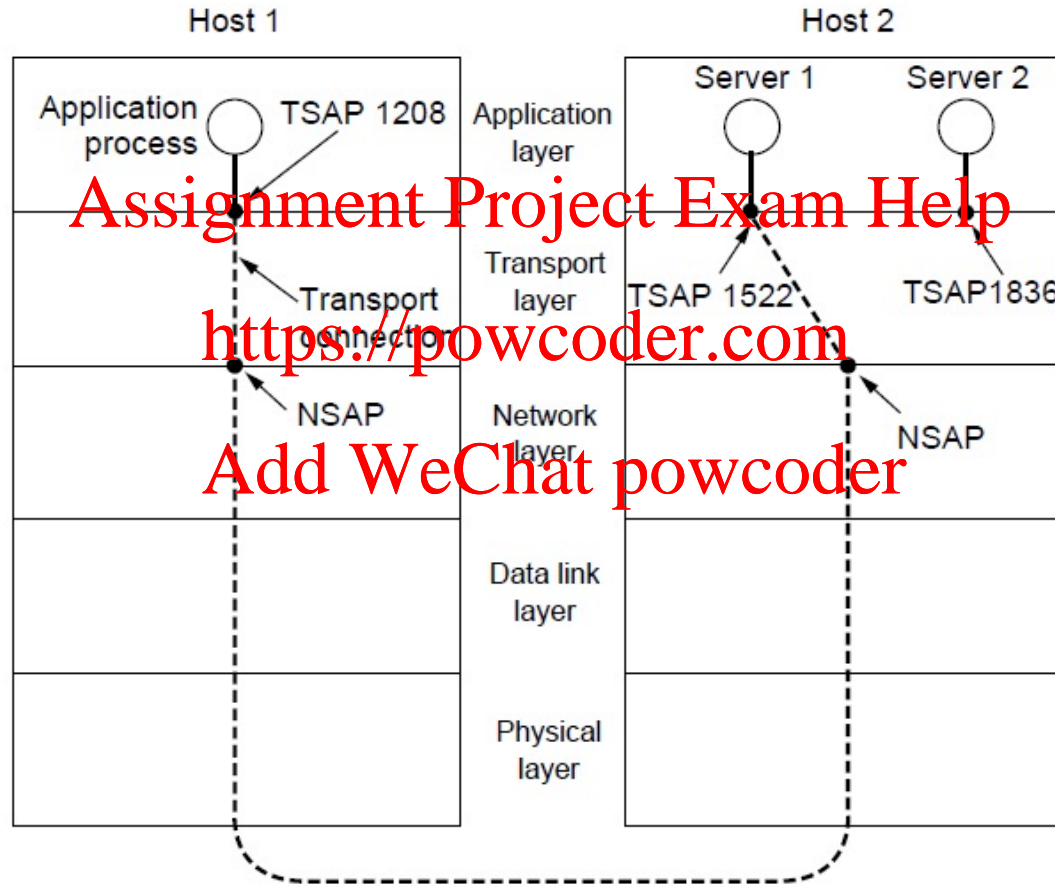 Host 1
Host 2
Application
process
TSAP 1208
Application
layer
Server 1
Server 2
Assignment Project Exam Help
Transport
layer
TSAP 1522
TSAP1836
Transport
connection
https://powcoder.com
NSAP
Network
layer
NSAP
Add WeChat powcoder
Data link
layer
Physical
layer